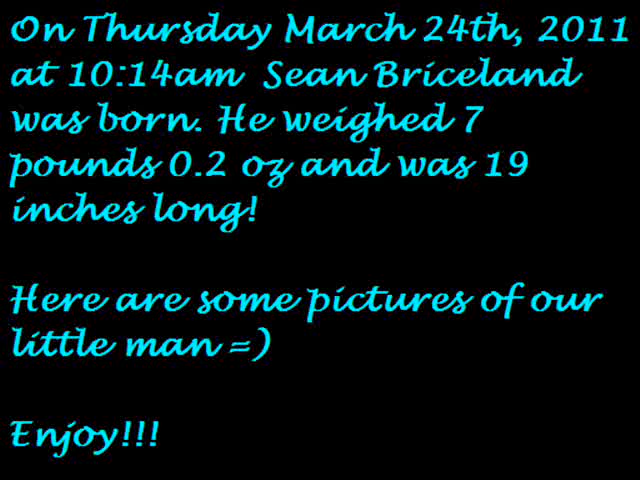 On Thursday March 24th, 2011
at 10:14am  Sean Briceland
was born. He weighed 7
pounds 0.2 oz and was 19
inches long!
Here are some pictures of our
little man =)
Enjoy!!!